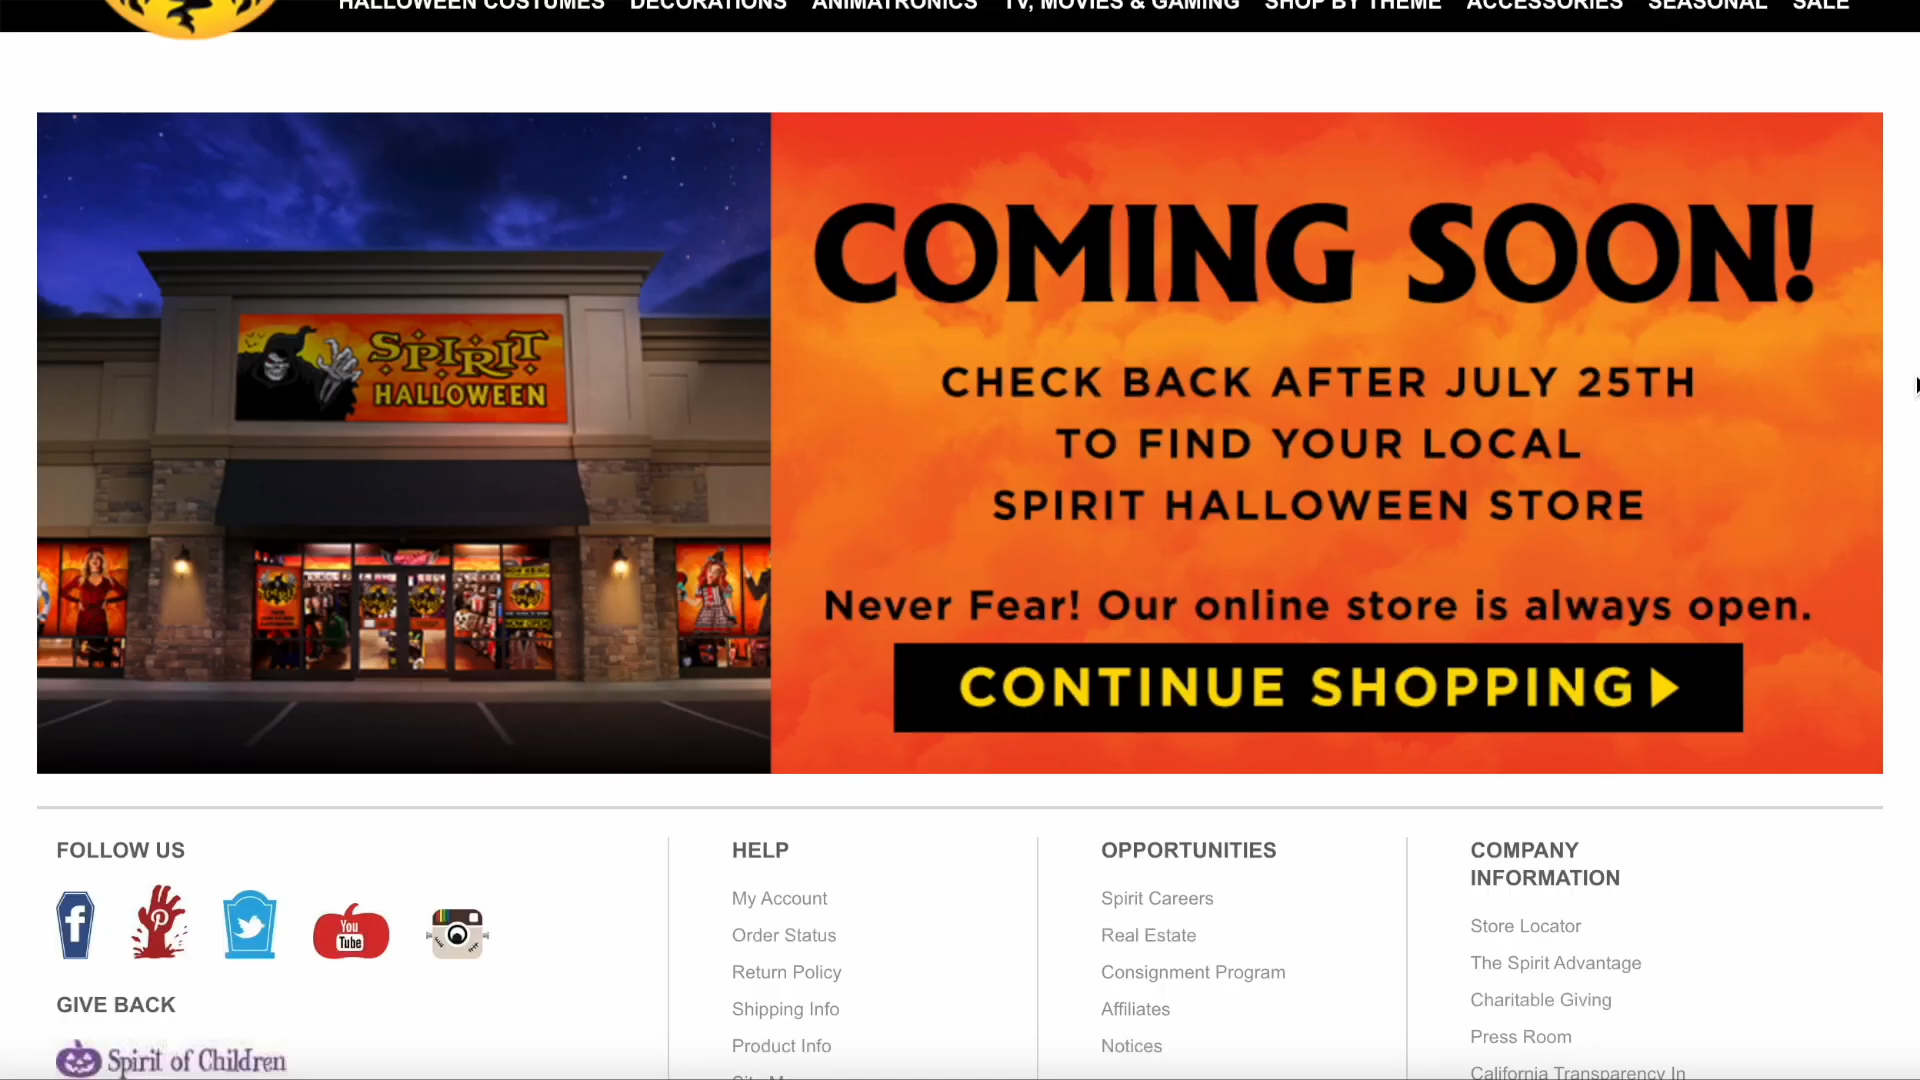 HALLOWEEN COSTUMES DECORATIONS ANIMATRONICS TV, MOVIES & GAMING SHOP BY THEME ACCESSORIES SEASONAL SALE
SPIRIT
HALLOWEEN
COMING SOON!
CHECK BACK AFTER JULY 25TH
TO FIND YOUR LOCAL
SPIRIT HALLOWEEN STORE
Never Fear! Our online store is always open.
CONTINUE SHOPPING
FOLLOW US
f
You
Tube
GIVE BACK
Spirit of Children
HELP
My Account
Order Status
Return Policy
Shipping Info
Product Info
OPPORTUNITIES
Spirit Careers
Real Estate
Consignment Program
Affiliates
Notices
COMPANY
INFORMATION
Store Locator
The Spirit Advantage
Charitable Giving
Press Room
California Transparency In